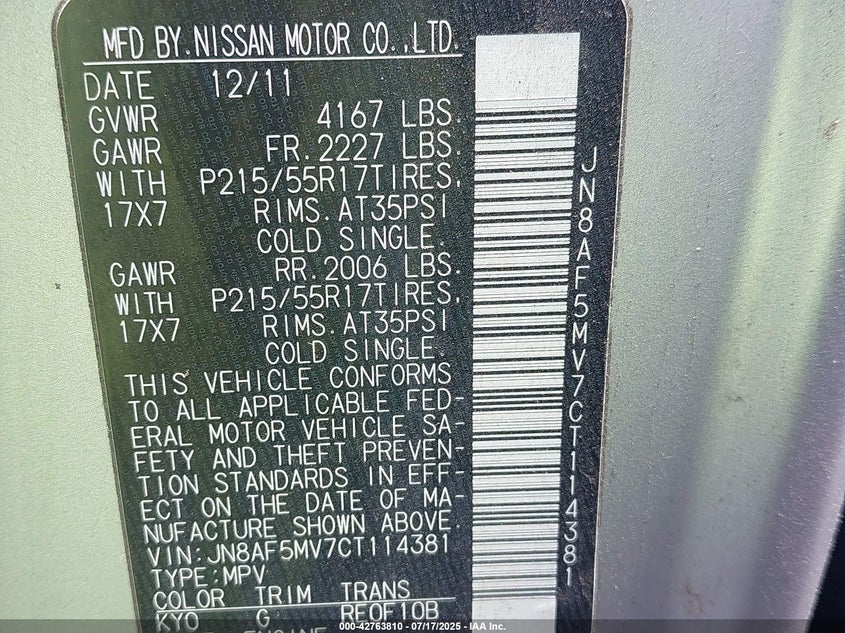 MFD BY.NISSAN MOTOR CO.,LTD.
DATE 12/11
GVWR 4167 LBS.
GAWR FR.2227 LBS.
WITH P215/55R17TIRES,
17X7 RIMS.AT35PSI
COLD SINGLE.
GAWR RR.2006 LBS.
WITH P215/55R17TIRES,
17X7 RIMS.AT35PSI
COLD SINGLE.
THIS VEHICLE CONFORMS
TO ALL APPLICABLE FED-
ERAL MOTOR VEHICLE SA-
FETY AND THEFT PREVEN-
TION STANDARDS IN EFF-
ECT ON THE DATE OF MA-
NUFACTURE SHOWN ABOVE.
VIN:JN8AF5MV7CT114381
TYPE:MPV
COLOR TRIM TRANS
KYO G RE0F10B
ENGINE
JN8AF5MV7CT114381
000-42763810 - 07/17/2025 - IAA Inc.